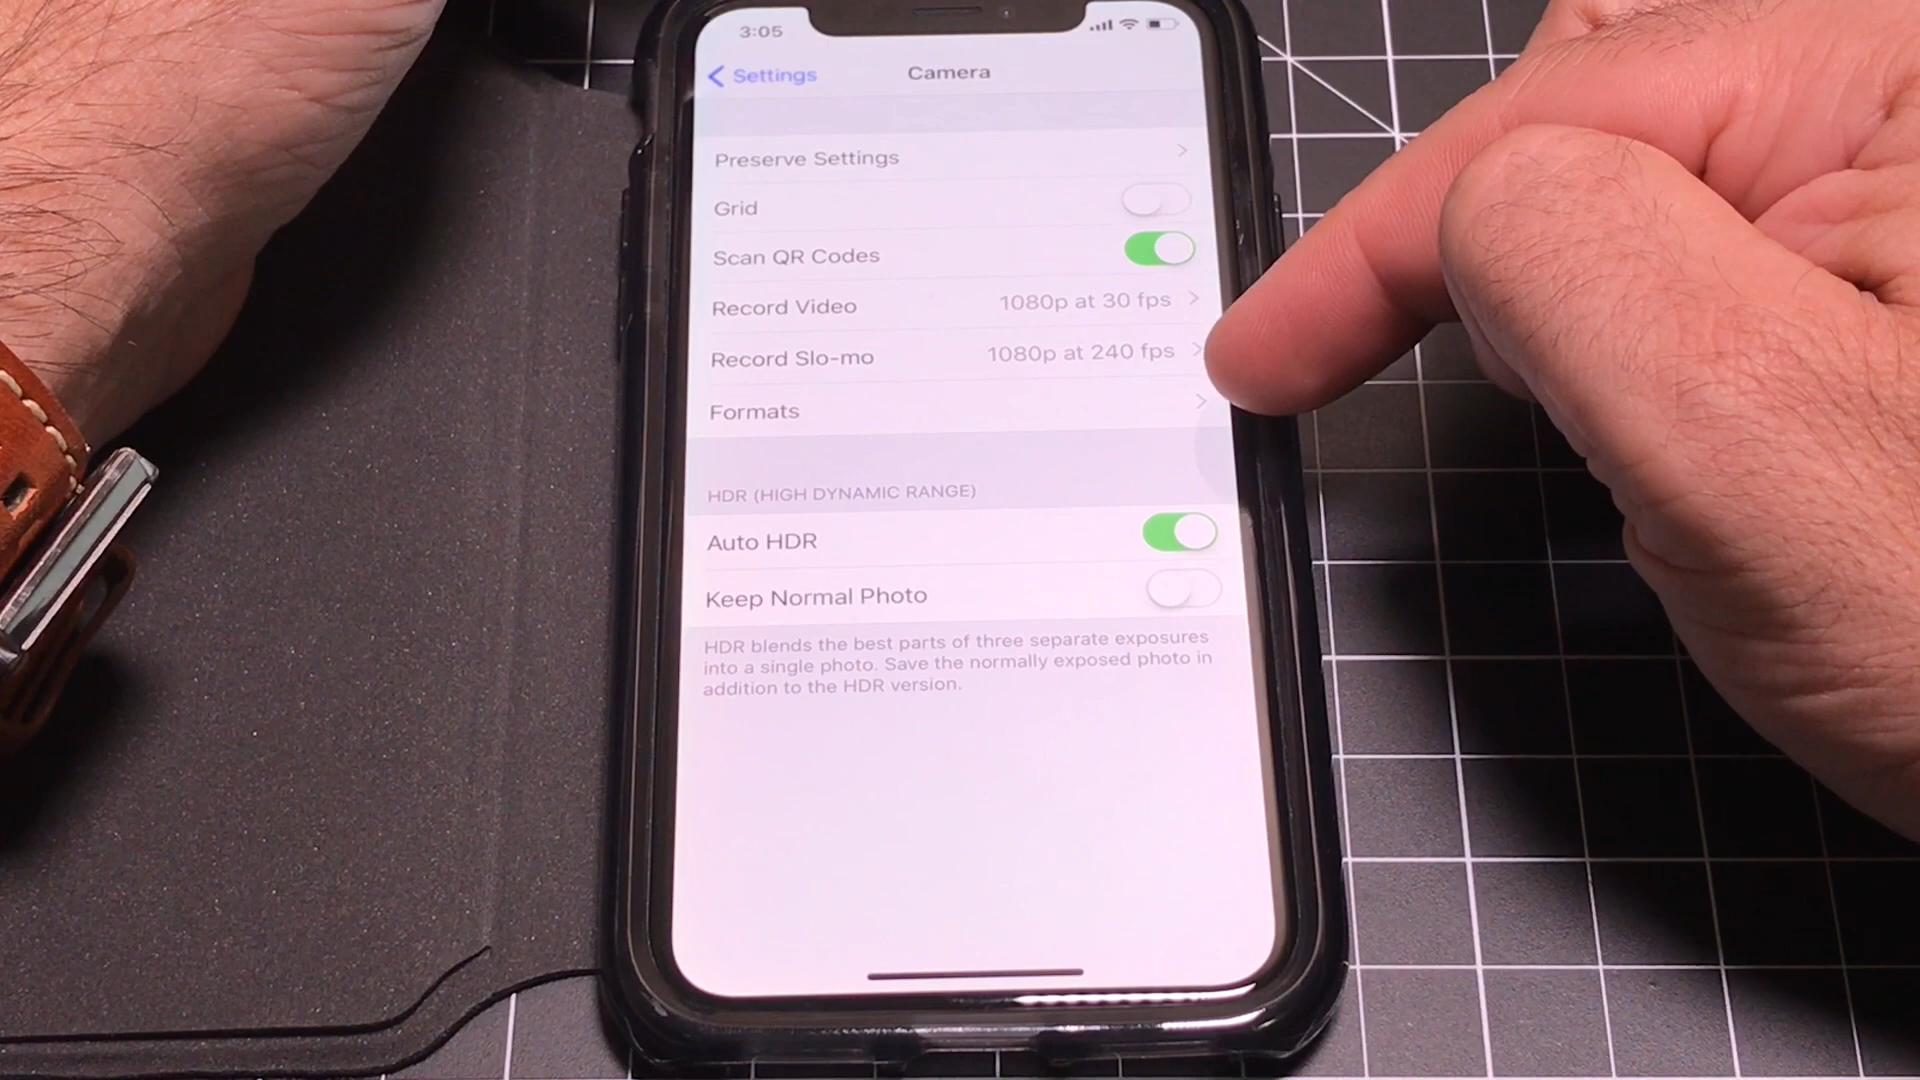 3:05
Settings Camera
Preserve Settings
Grid
Scan QR Codes
Record Video 1080p at 30 fps
Record Slo-mo 1080p at 240 fps
Formats
HDR (HIGH DYNAMIC RANGE)
Auto HDR
Keep Normal Photo
HDR blends the best parts of three separate exposures
into a single photo. Save the normally exposed photo in
addition to the HDR version.